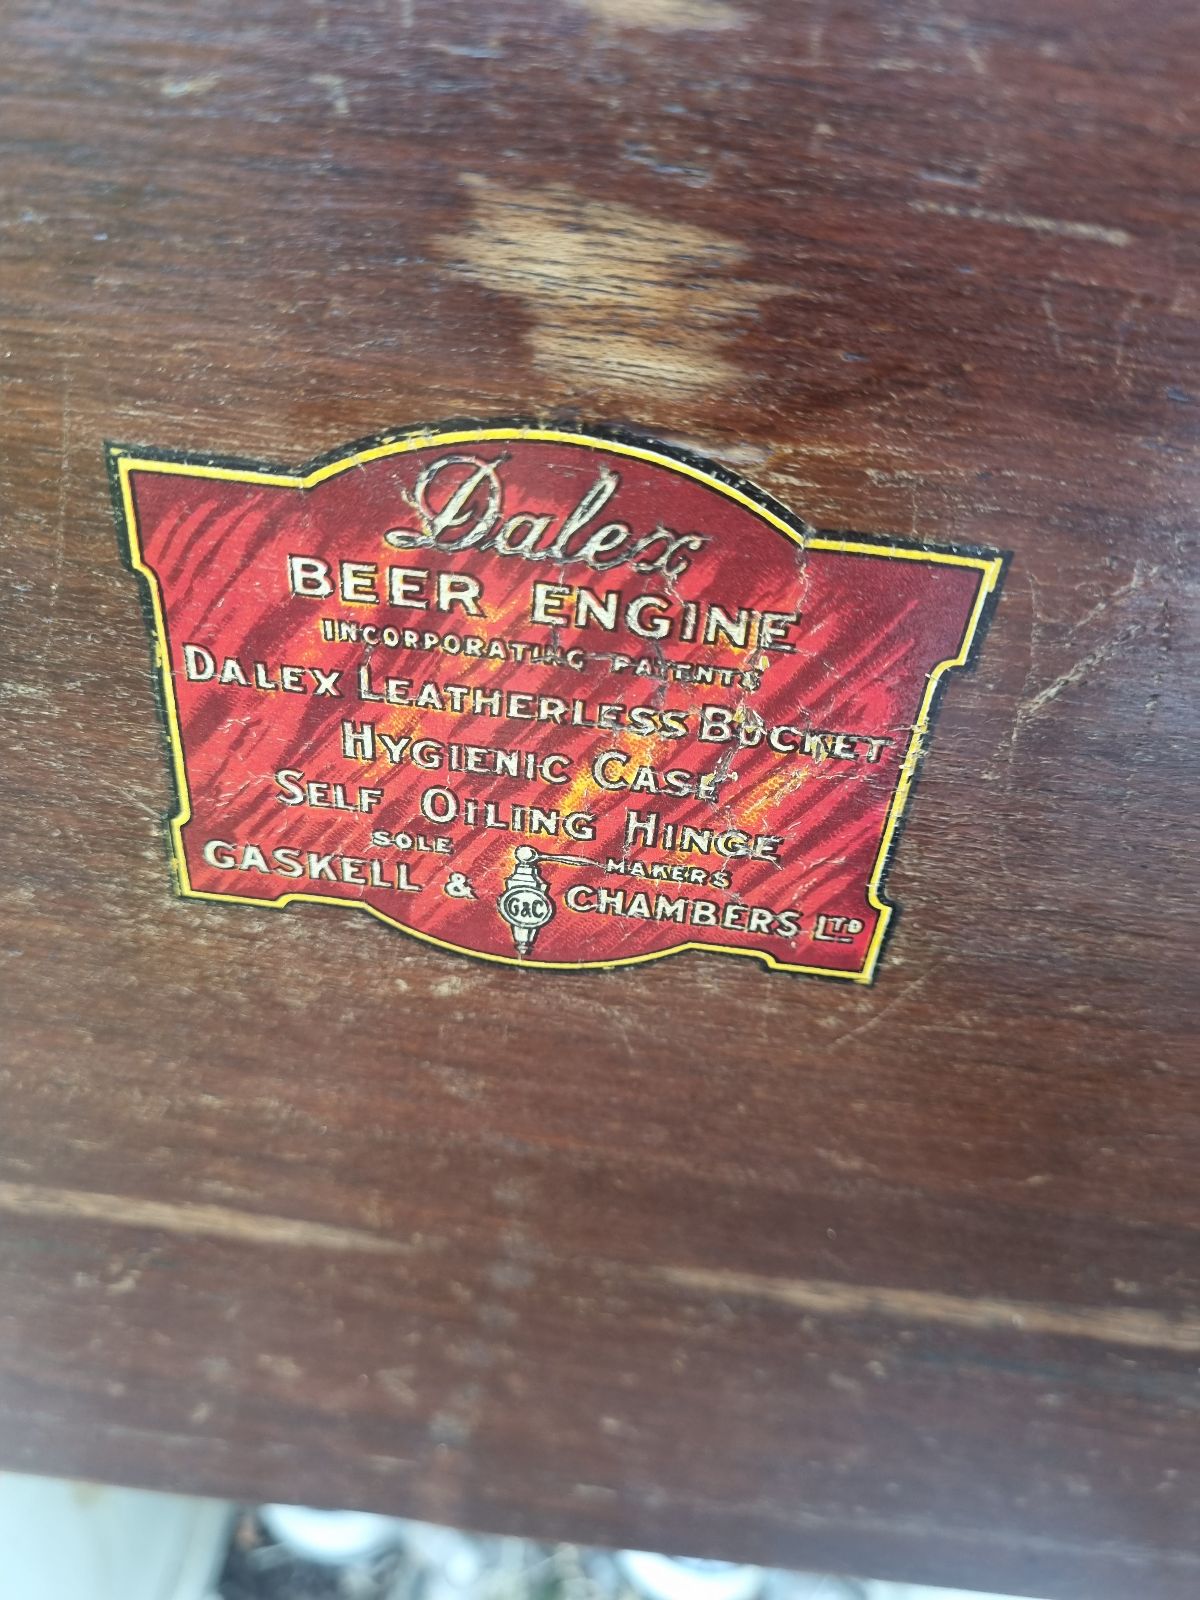 Dalex
BEER ENGINE
INCORPORATING PATENTS
DALEX LEATHERLESS BUCKET
HYGIENIC CASE
SELF OILING HINGE
SOLE MAKERS
GASKELL & CHAMBERS LTD
G&C